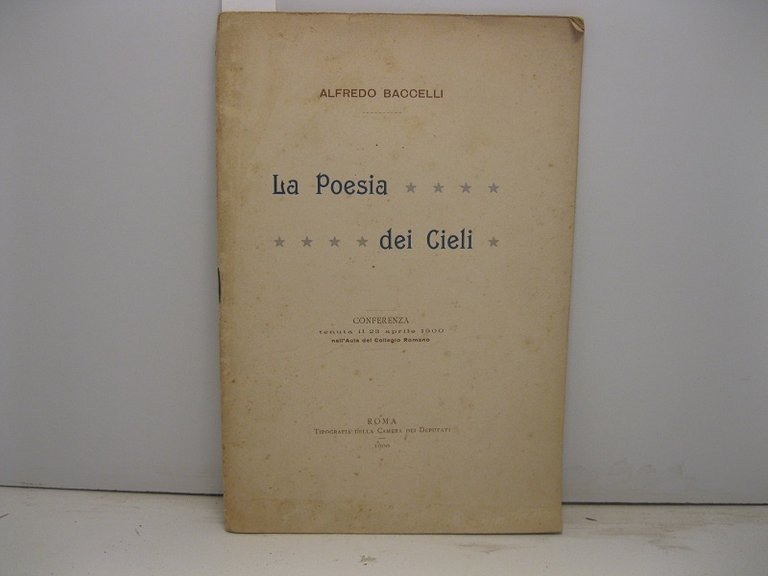 ALFREDO BACCELLI
La Poesia ★ ★ ★ ★
★ ★ ★ ★ dei Cieli ★
CONFERENZA
tenuta il 23 aprile 1900
nell'Aula del Collegio Romano
ROMA
TIPOGRAFIA DELLA CAMERA DEI DEPUTATI
—
1900